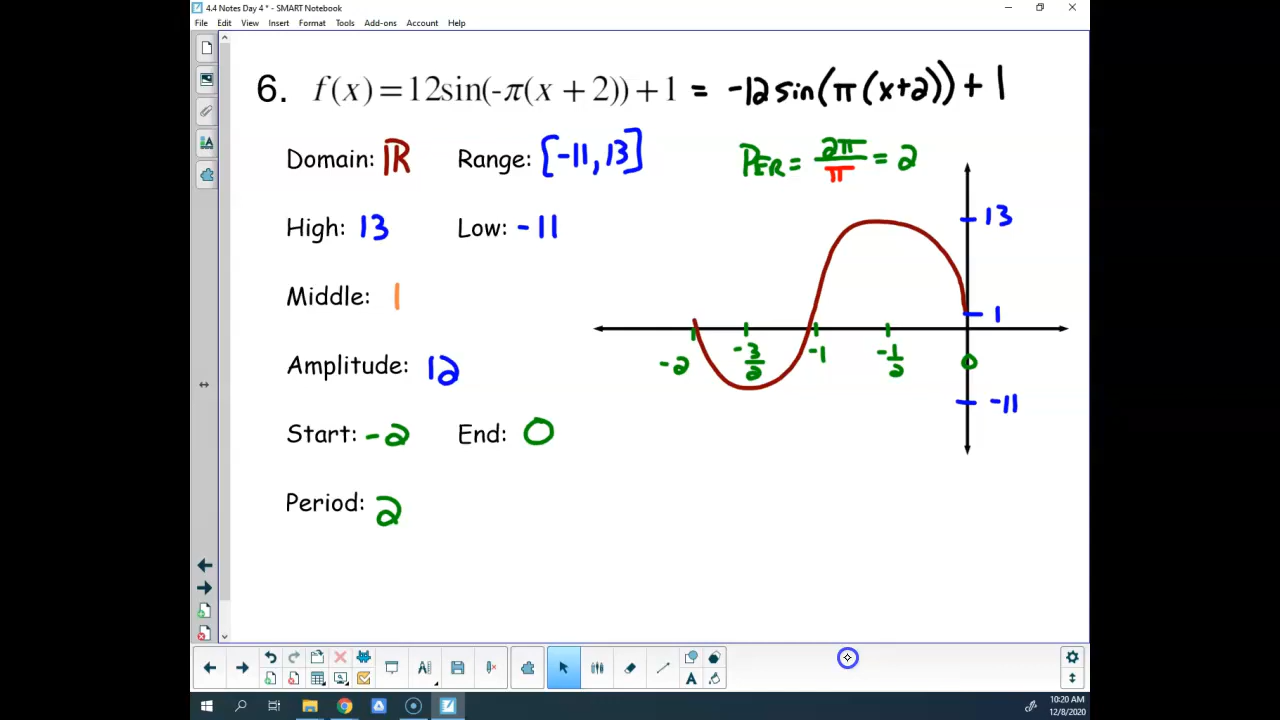 4.4 Notes Day 4 * - SMART Notebook
File Edit View Insert Format Tools Add-ons Account Help
6. f(x)=12sin(-π(x+2))+1 = -12sin(π(x+2))+1
Domain: ℝ Range: [-11,13] PER= 2π/π = 2
High: 13 Low: -11
Middle: 1
Amplitude: 12
Start: -2 End: 0
Period: 2
13
1
-2 -3/2 -1 -1/2 0
-11
10:20 AM
12/8/2020